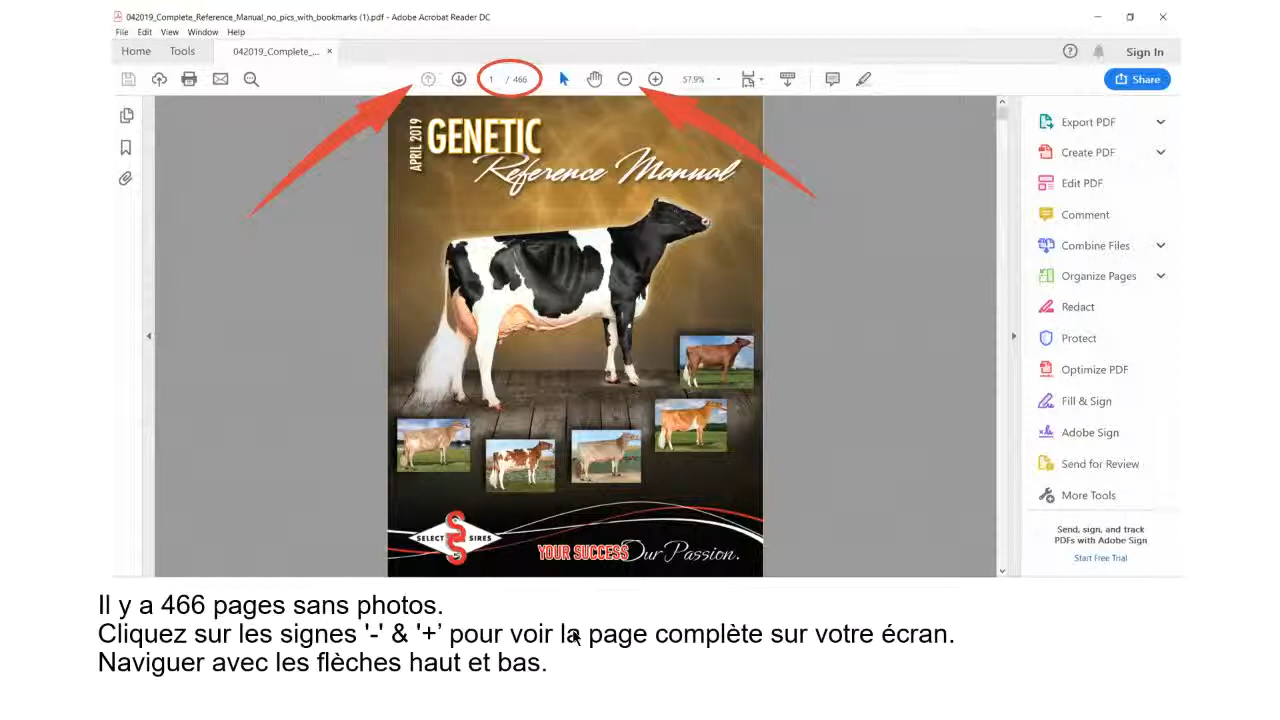 042019_Complete_Reference_Manual_no_pics_with_bookmarks (1).pdf - Adobe Acrobat Reader DC
File Edit View Window Help
Home Tools 042019_Complete_... ×
Sign In
1 / 466
57.9%
Share
APRIL 2019
GENETIC
Reference Manual
SELECT SIRES
YOUR SUCCESS Our Passion.
Export PDF
Create PDF
Edit PDF
Comment
Combine Files
Organize Pages
Redact
Protect
Optimize PDF
Fill & Sign
Adobe Sign
Send for Review
More Tools
Send, sign, and track
PDFs with Adobe Sign
Start Free Trial
Il y a 466 pages sans photos.
Cliquez sur les signes '-' & '+’ pour voir la page complète sur votre écran.
Naviguer avec les flèches haut et bas.